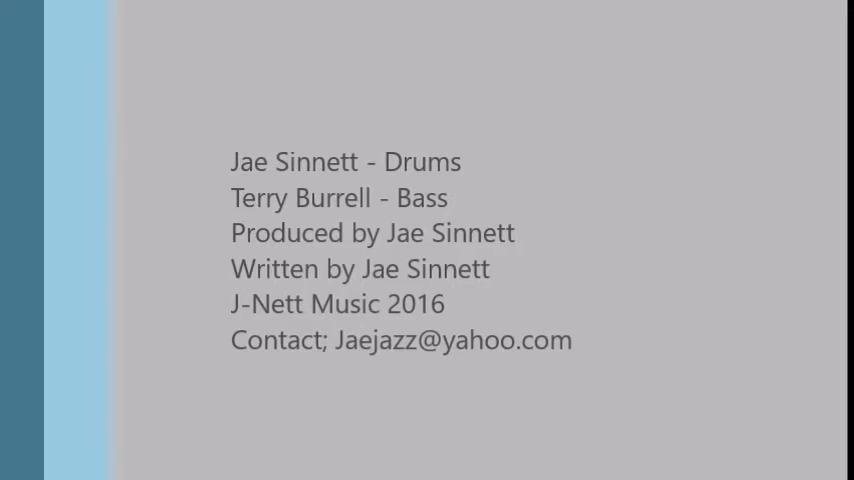 Jae Sinnett - Drums
Terry Burrell - Bass
Produced by Jae Sinnett
Written by Jae Sinnett
J-Nett Music 2016
Contact; Jaejazz@yahoo.com